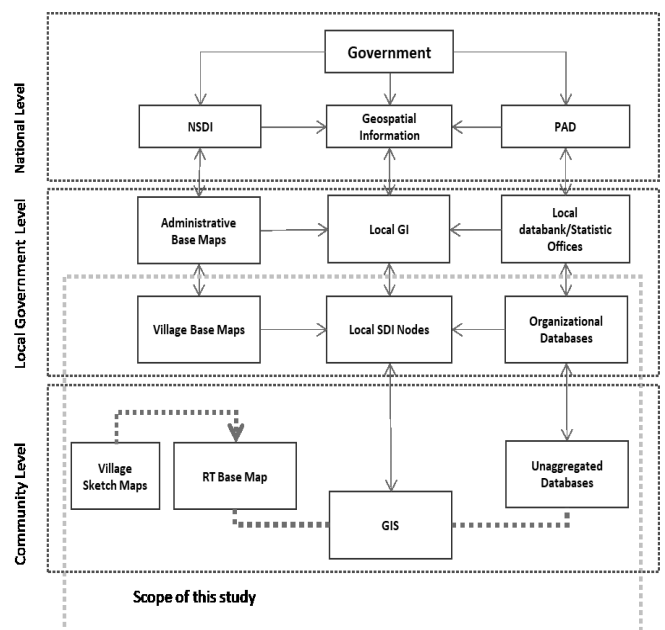 National Level
Government
NSDI
Geospatial
Information
PAD
Local Government Level
Administrative
Base Maps
Local GI
Local
databank/Statistic
Offices
Village Base Maps
Local SDI Nodes
Organizational
Databases
Community Level
Village
Sketch Maps
RT Base Map
Unaggregated
Databases
GIS
Scope of this study